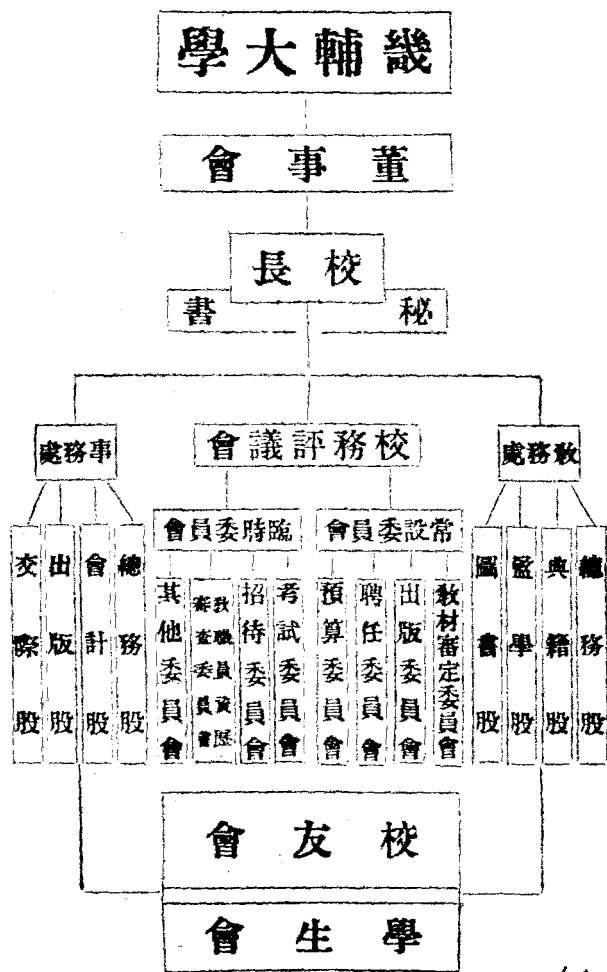 畿輔大學
董事會
校長
秘書
教務處
校務評議會
事務處
常設委員會
臨時委員會
總務股
典籍股
監學股
圖書股
教材審定委員會
出版委員會
聘任委員會
預算委員會
考試委員會
招待委員會
教職員資歷
審查委員會
其他委員會
總務股
會計股
出版股
交際股
校友會
學生會